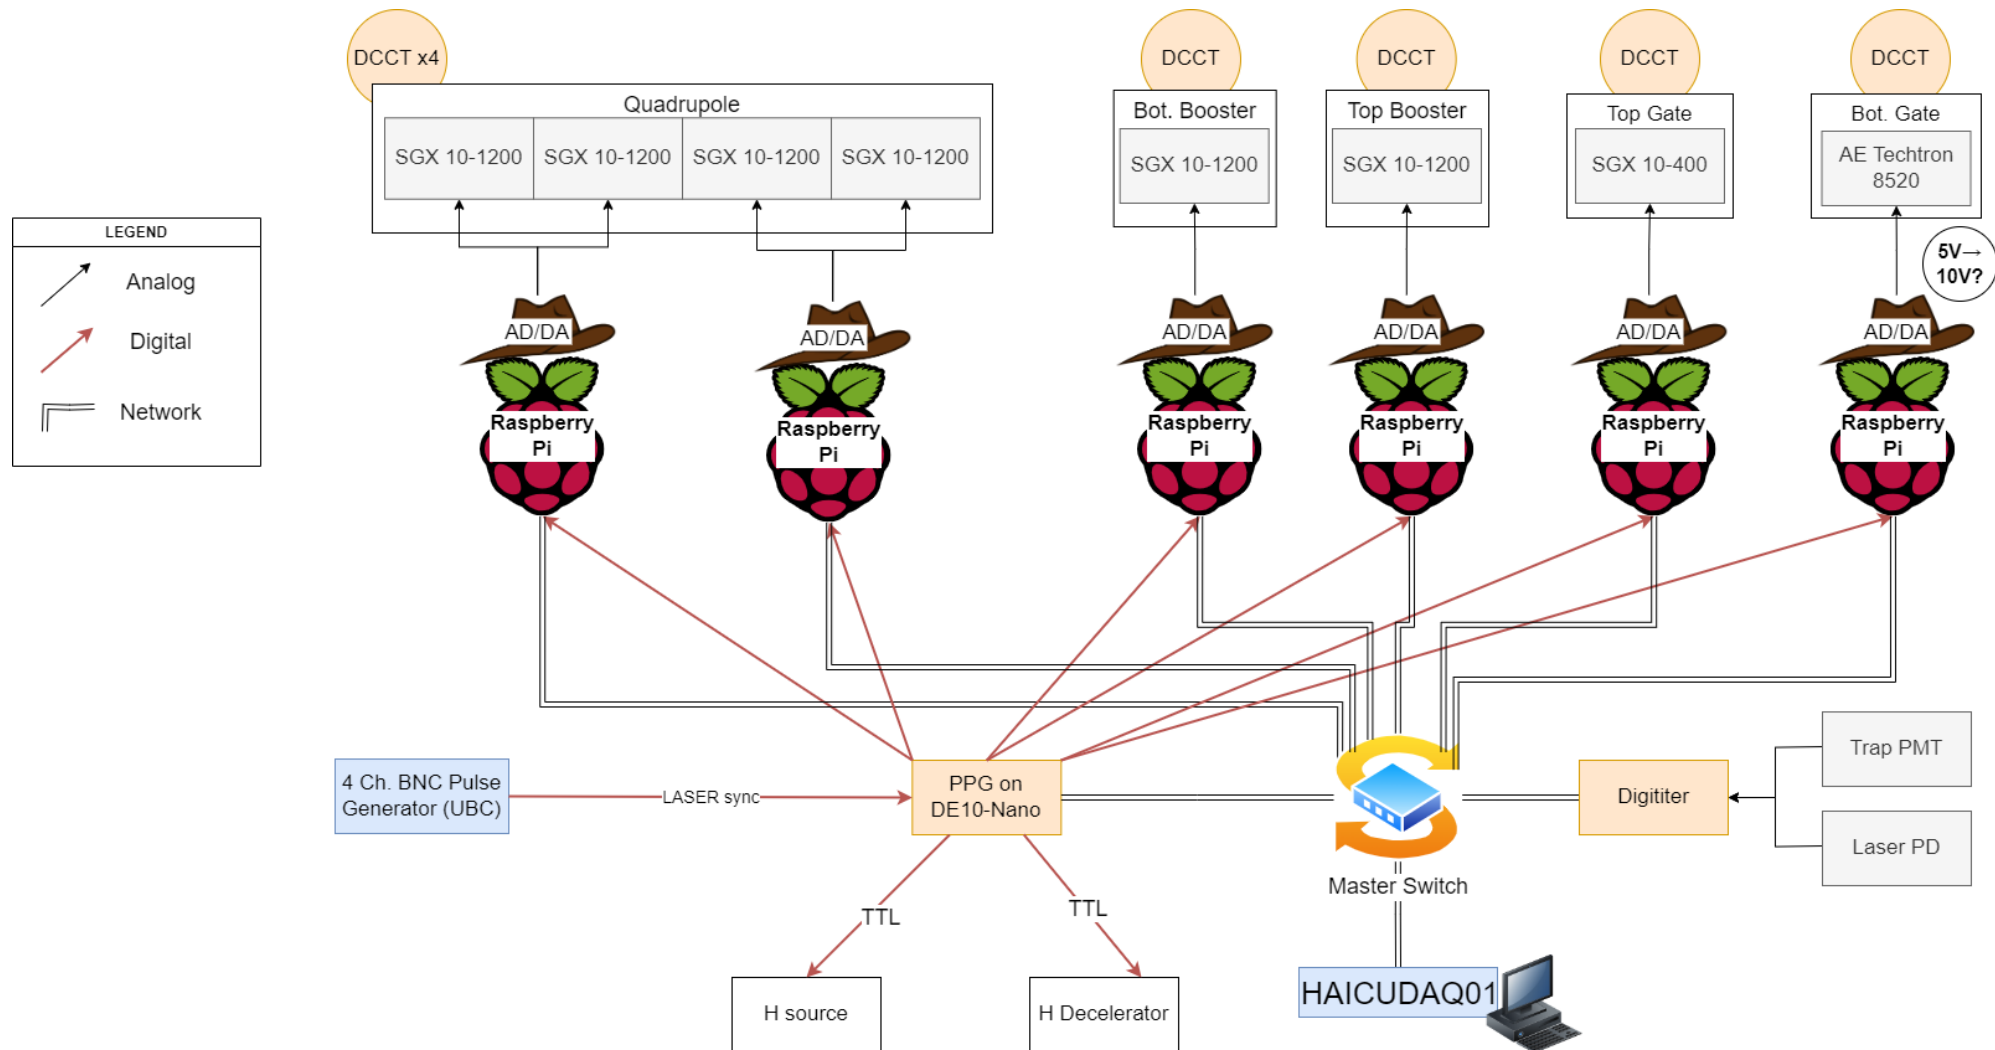 DCCT x4
DCCT
DCCT
DCCT
DCCT
Quadrupole
SGX 10-1200
SGX 10-1200
SGX 10-1200
SGX 10-1200
Bot. Booster
SGX 10-1200
Top Booster
SGX 10-1200
Top Gate
SGX 10-400
Bot. Gate
AE Techtron
8520
5V→
10V?
LEGEND
Analog
Digital
Network
AD/DA
AD/DA
AD/DA
AD/DA
AD/DA
AD/DA
Raspberry
Pi
Raspberry
Pi
Raspberry
Pi
Raspberry
Pi
Raspberry
Pi
Raspberry
Pi
4 Ch. BNC Pulse
Generator (UBC)
LASER sync
PPG on
DE10-Nano
Digititer
Trap PMT
Laser PD
Master Switch
TTL
TTL
H source
H Decelerator
HAICUDAQ01